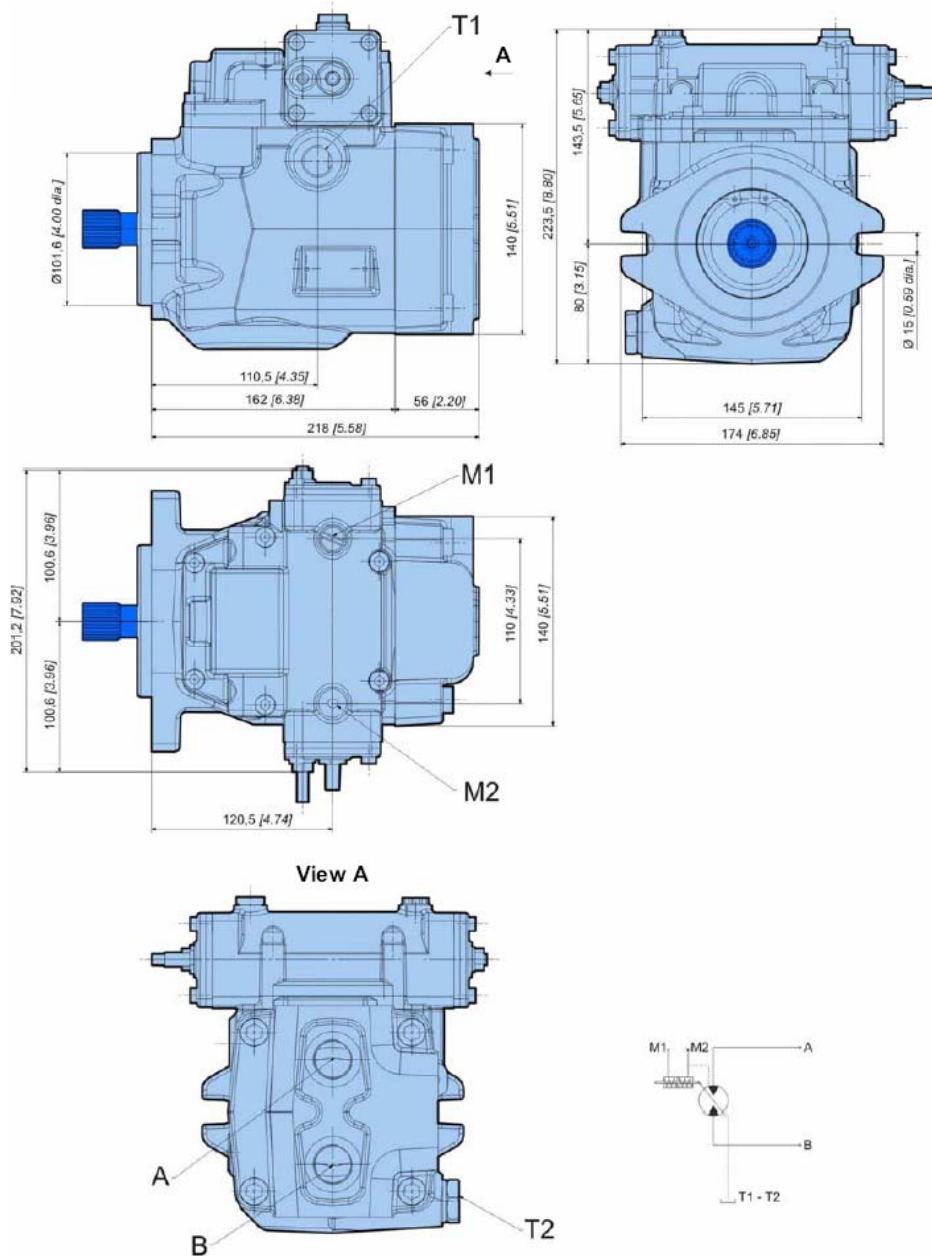 T1
A
Ø101,6 [4.00 dia.]
140 [5.51]
110,5 [4.35]
162 [6.38]
56 [2.20]
218 [5.58]
143,5 [5.65]
223,5 [8.80]
80 [3.15]
Ø 15 [0.59 dia.]
145 [5.71]
174 [6.85]
M1
100,6 [3.96]
201,2 [7.92]
100,6 [3.96]
110 [4.33]
140 [5.51]
M2
120,5 [4.74]
View A
A
B
T2
M1
M2
A
B
T1 - T2